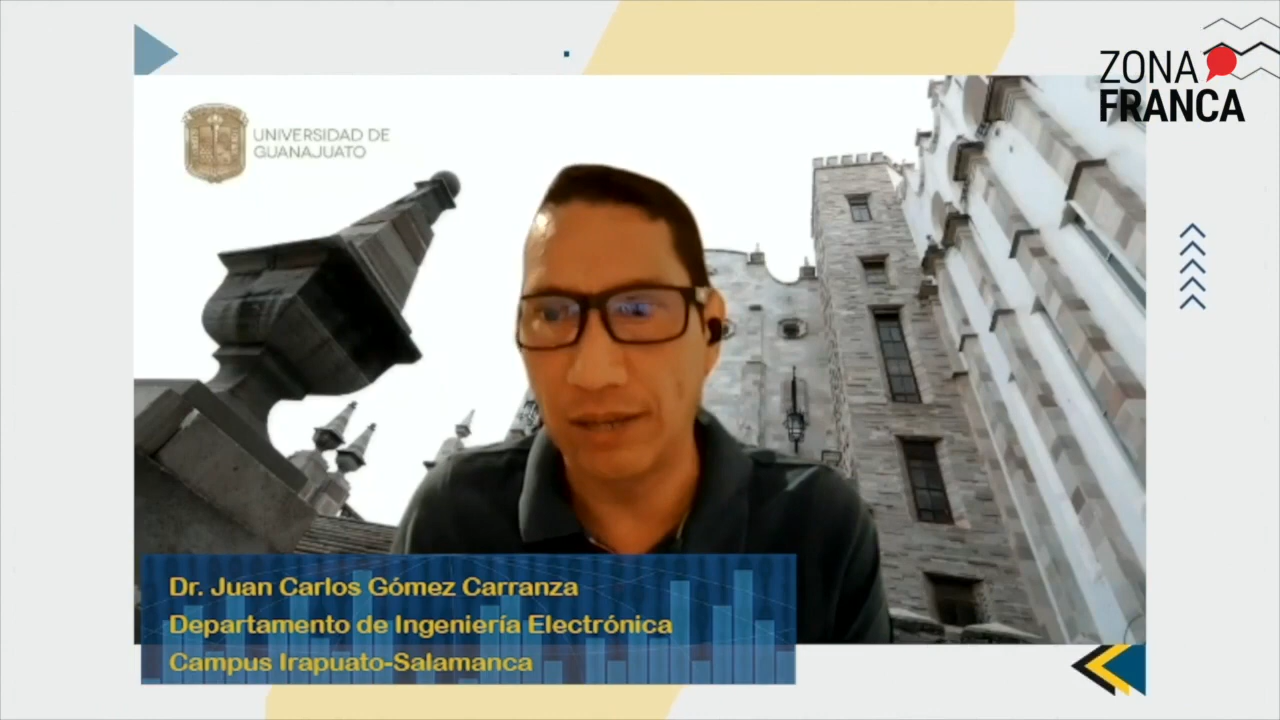 ZONA
FRANCA
UNIVERSIDAD DE
GUANAJUATO
Dr. Juan Carlos Gómez Carranza
Departamento de Ingeniería Electrónica
Campus Irapuato-Salamanca